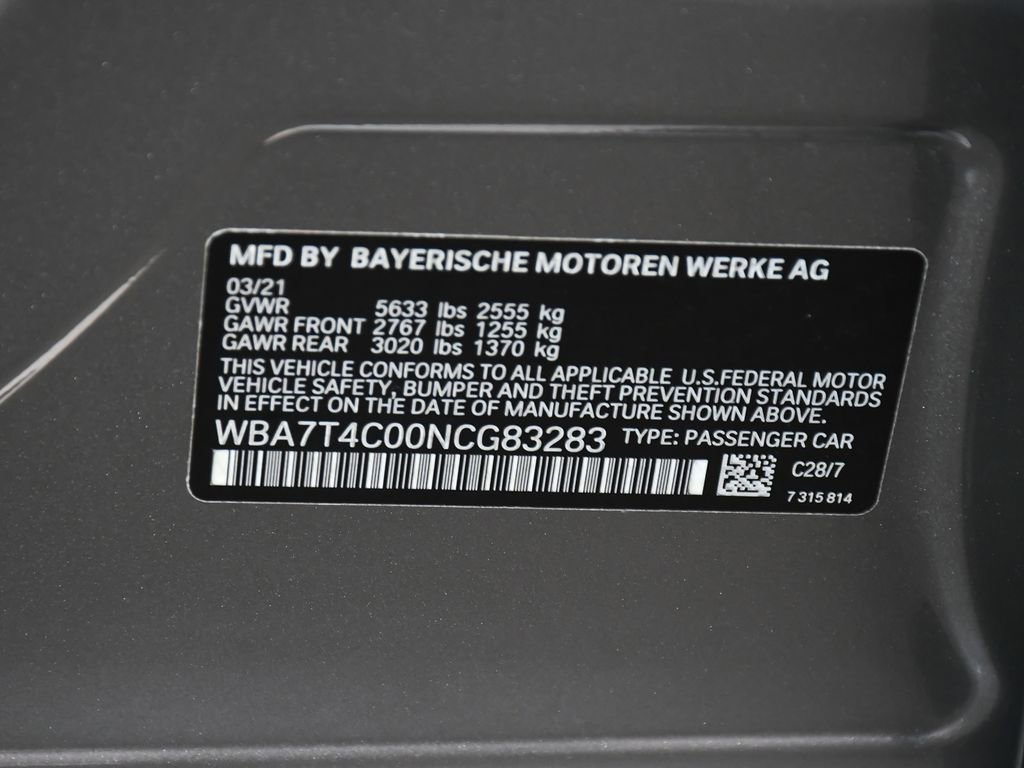 MFD BY BAYERISCHE MOTOREN WERKE AG
03/21
GVWR 5633 lbs 2555 kg
GAWR FRONT 2767 lbs 1255 kg
GAWR REAR 3020 lbs 1370 kg
THIS VEHICLE CONFORMS TO ALL APPLICABLE U.S.FEDERAL MOTOR
VEHICLE SAFETY, BUMPER AND THEFT PREVENTION STANDARDS
IN EFFECT ON THE DATE OF MANUFACTURE SHOWN ABOVE.
WBA7T4C00NCG83283 TYPE: PASSENGER CAR
C28/7
7 315 814